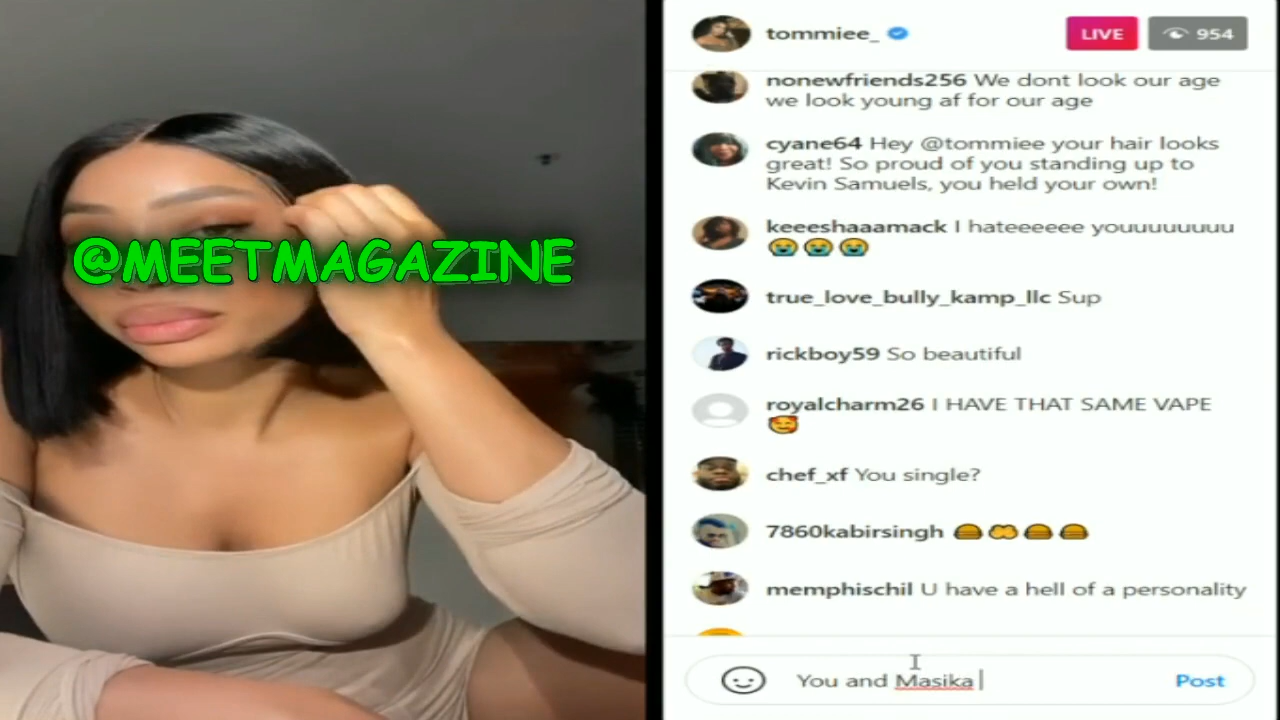 @MEETMAGAZINE
tommiee_
LIVE
954
nonewfriends256 We dont look our age
we look young af for our age
cyane64 Hey @tommiee your hair looks
great! So proud of you standing up to
Kevin Samuels, you held your own!
keeeshaaamack I hateeeeee youuuuuuuu
😭😭😭
true_love_bully_kamp_llc Sup
rickboy59 So beautiful
royalcharm26 I HAVE THAT SAME VAPE
🥰
chef_xf You single?
7860kabirsingh
memphischil U have a hell of a personality
You and Masika
Post